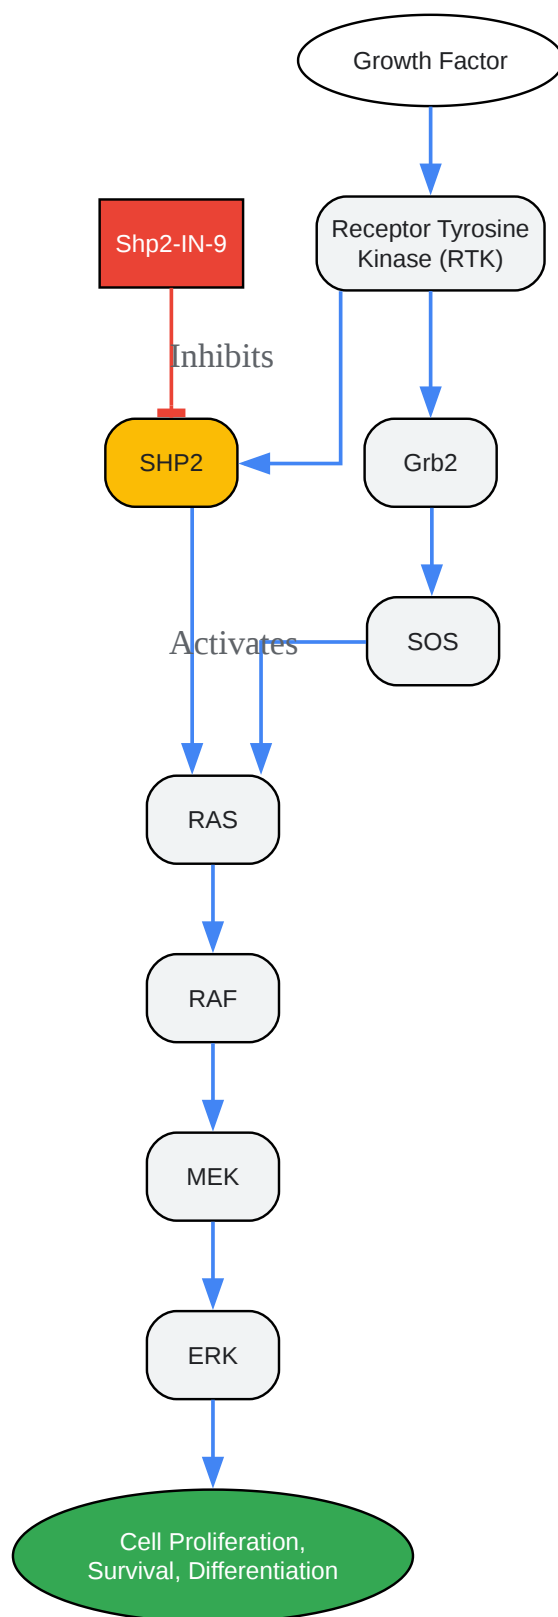 Growth Factor
Receptor Tyrosine
Kinase (RTK)
Shp2-IN-9
Inhibits
SHP2
Grb2
Activates
SOS
RAS
RAF
MEK
ERK
Cell Proliferation,
Survival, Differentiation